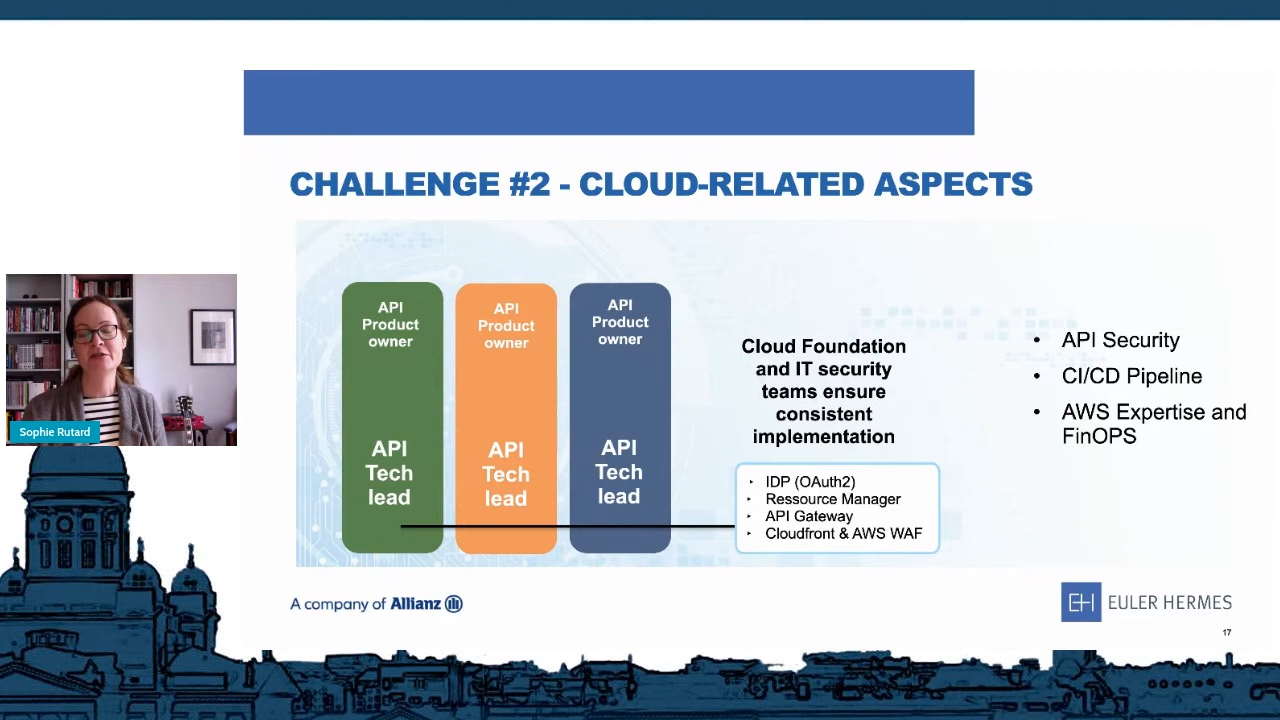 CHALLENGE #2 - CLOUD-RELATED ASPECTS
API
Product
owner
API
Tech
lead
API
Product
owner
API
Tech
lead
API
Product
owner
API
Tech
lead
Cloud Foundation
and IT security
teams ensure
consistent
implementation
‣ IDP (OAuth2)
‣ Ressource Manager
‣ API Gateway
‣ Cloudfront & AWS WAF
• API Security
• CI/CD Pipeline
• AWS Expertise and
FinOPS
Sophie Rutard
A company of Allianz
EH EULER HERMES
17